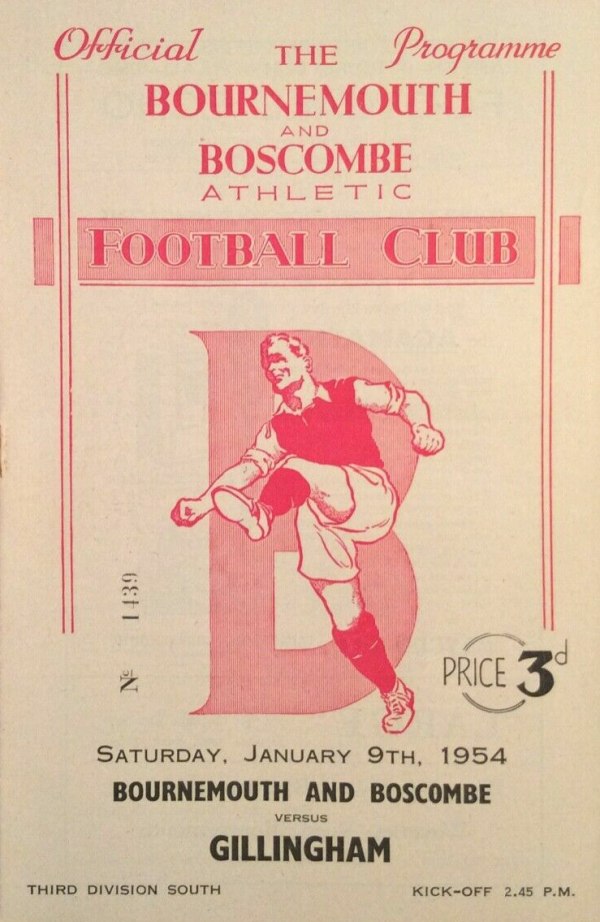 Official THE Programme
BOURNEMOUTH
AND
BOSCOMBE
ATHLETIC
FOOTBALL CLUB
B
No 1439
PRICE 3d
SATURDAY, JANUARY 9TH, 1954
BOURNEMOUTH AND BOSCOMBE
VERSUS
GILLINGHAM
THIRD DIVISION SOUTH KICK-OFF 2.45 P.M.